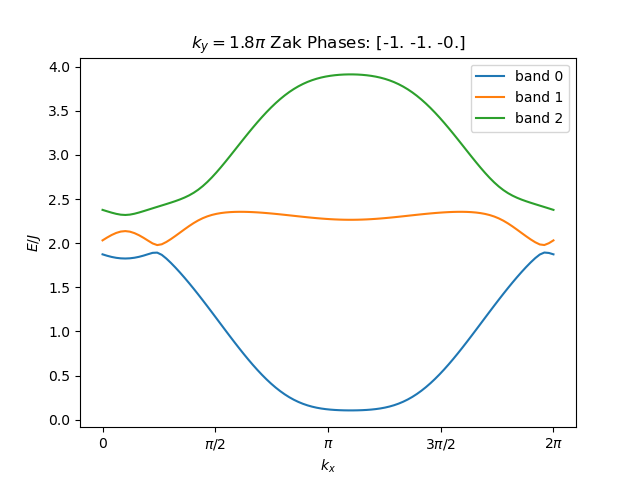 k_y = 1.8π Zak Phases: [-1. -1. -0.]
4.0
3.5
3.0
2.5
2.0
1.5
1.0
0.5
0.0
E/J
band 0
band 1
band 2
0
π/2
π
3π/2
2π
k_x